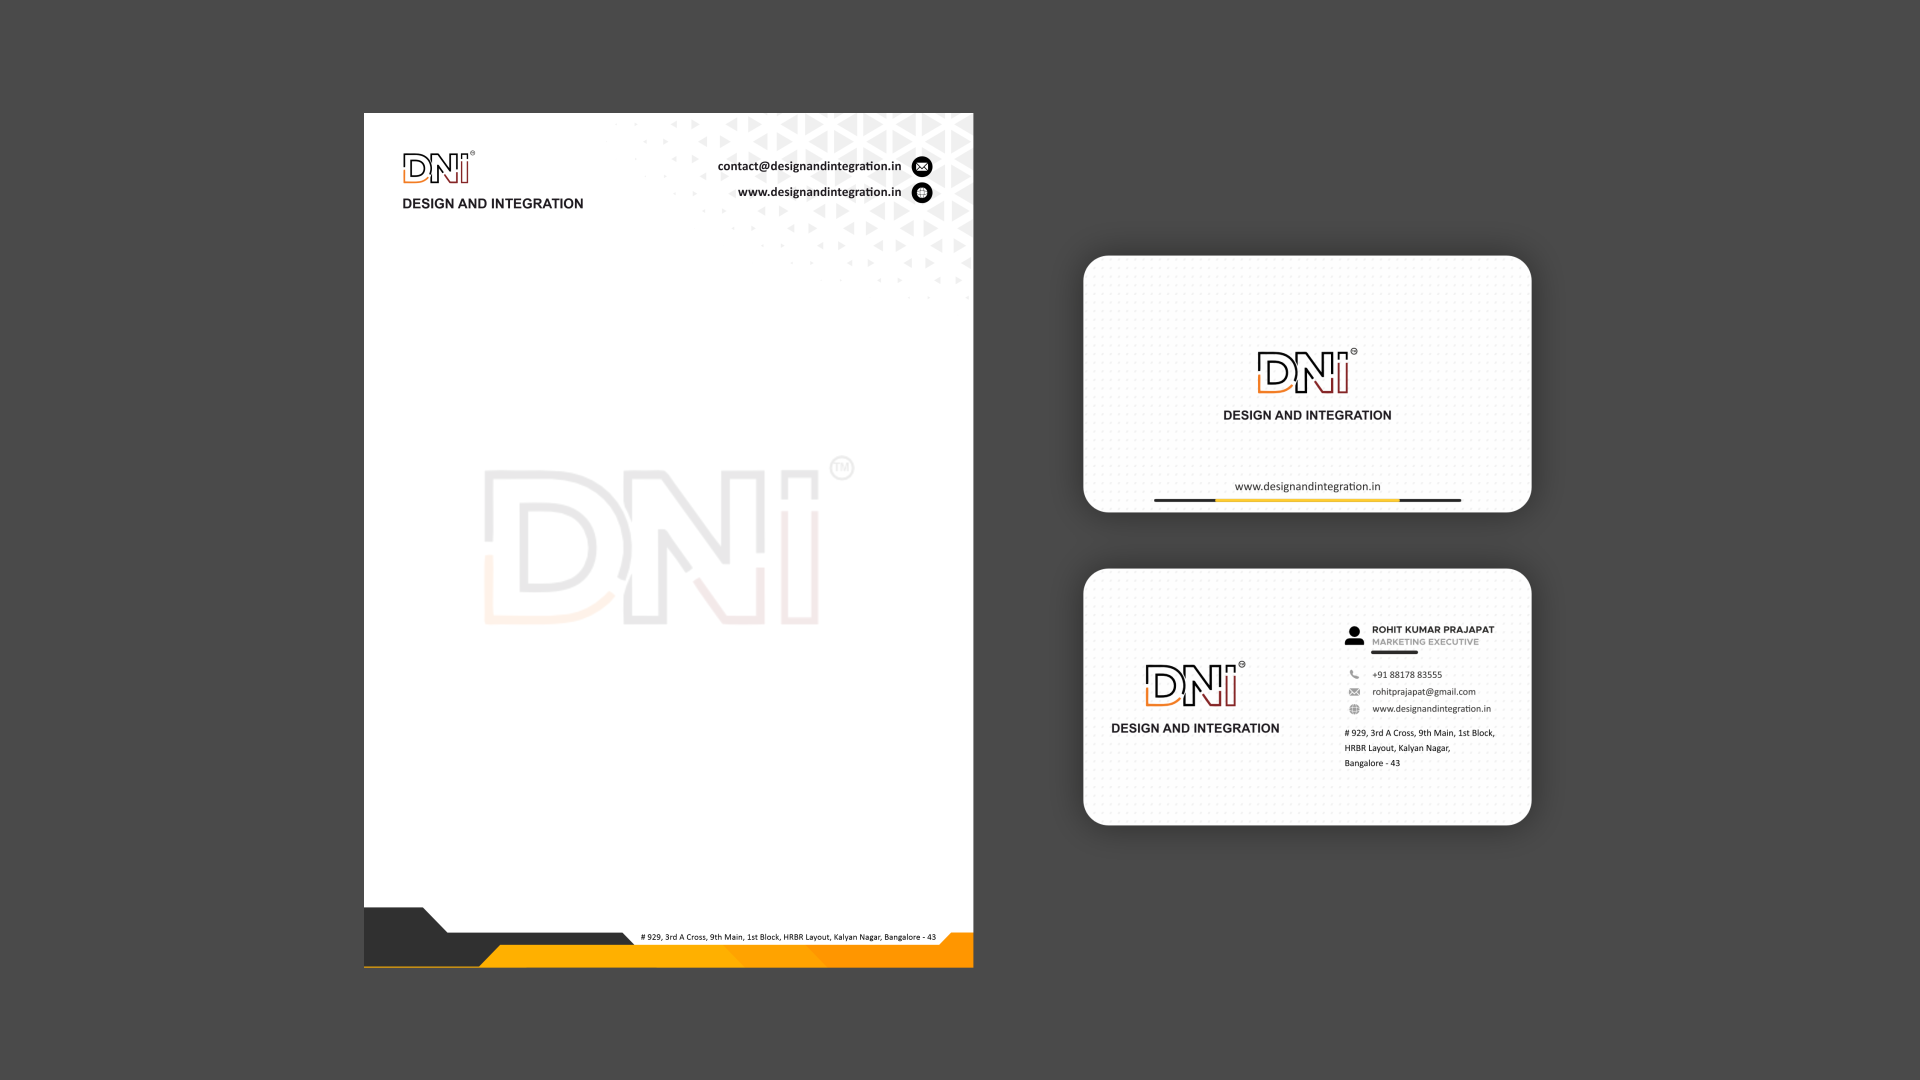 DNi
DESIGN AND INTEGRATION
contact@designandintegration.in
www.designandintegration.in
DNi TM
# 929, 3rd A Cross, 9th Main, 1st Block, HRBR Layout, Kalyan Nagar, Bangalore - 43
DNi
DESIGN AND INTEGRATION
www.designandintegration.in
DNi
DESIGN AND INTEGRATION
ROHIT KUMAR PRAJAPAT
MARKETING EXECUTIVE
+91 88178 83555
rohitprajapat@gmail.com
www.designandintegration.in
# 929, 3rd A Cross, 9th Main, 1st Block,
HRBR Layout, Kalyan Nagar,
Bangalore - 43